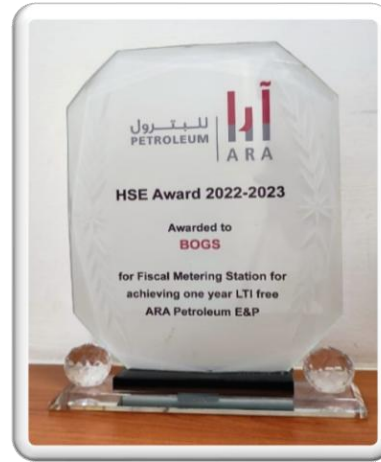 للبترول
PETROLEUM
آرا
ARA
HSE Award 2022-2023
Awarded to
BOGS
for Fiscal Metering Station for
achieving one year LTI free
ARA Petroleum E&P